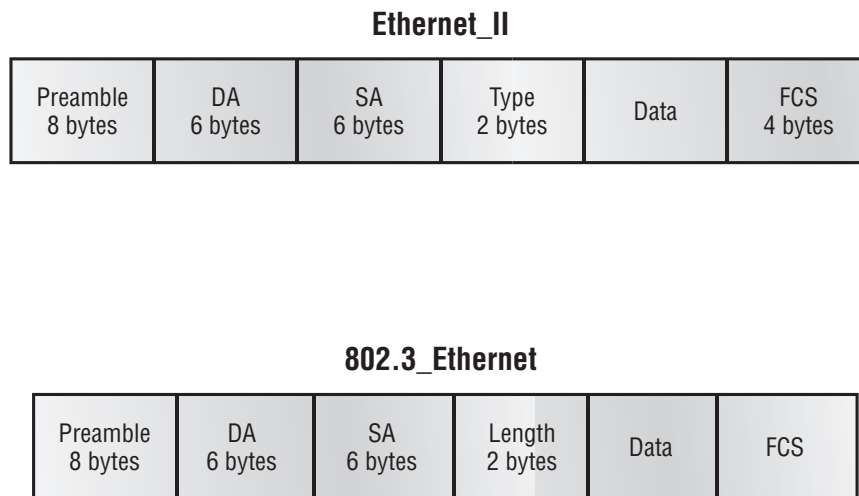 Ethernet_II
Preamble DA SA Type Data FCS
8 bytes 6 bytes 6 bytes 2 bytes 4 bytes
802.3_Ethernet
Preamble DA SA Length Data FCS
8 bytes 6 bytes 6 bytes 2 bytes